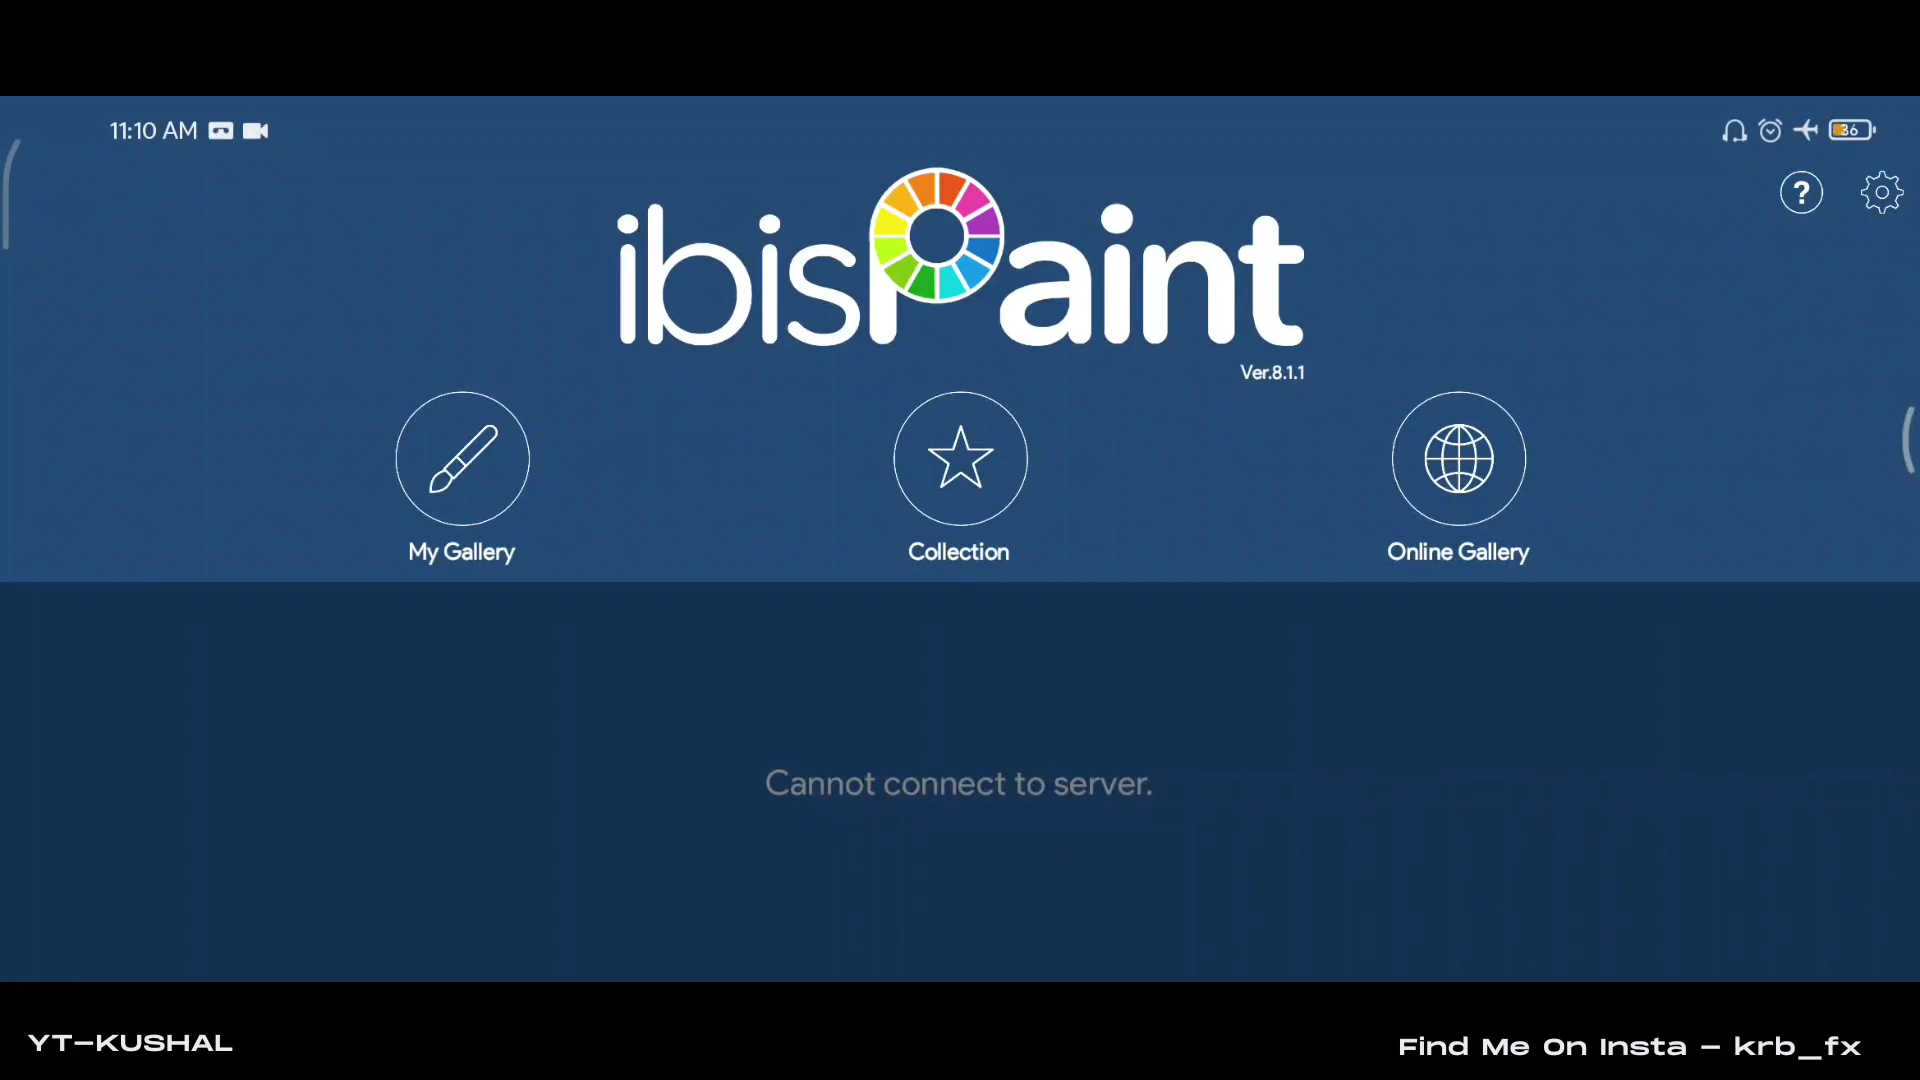 11:10 AM
36
?
ibisPaint
Ver.8.1.1
My Gallery
Collection
Online Gallery
Cannot connect to server.
YT-KUSHAL
Find Me On Insta - krb_fx